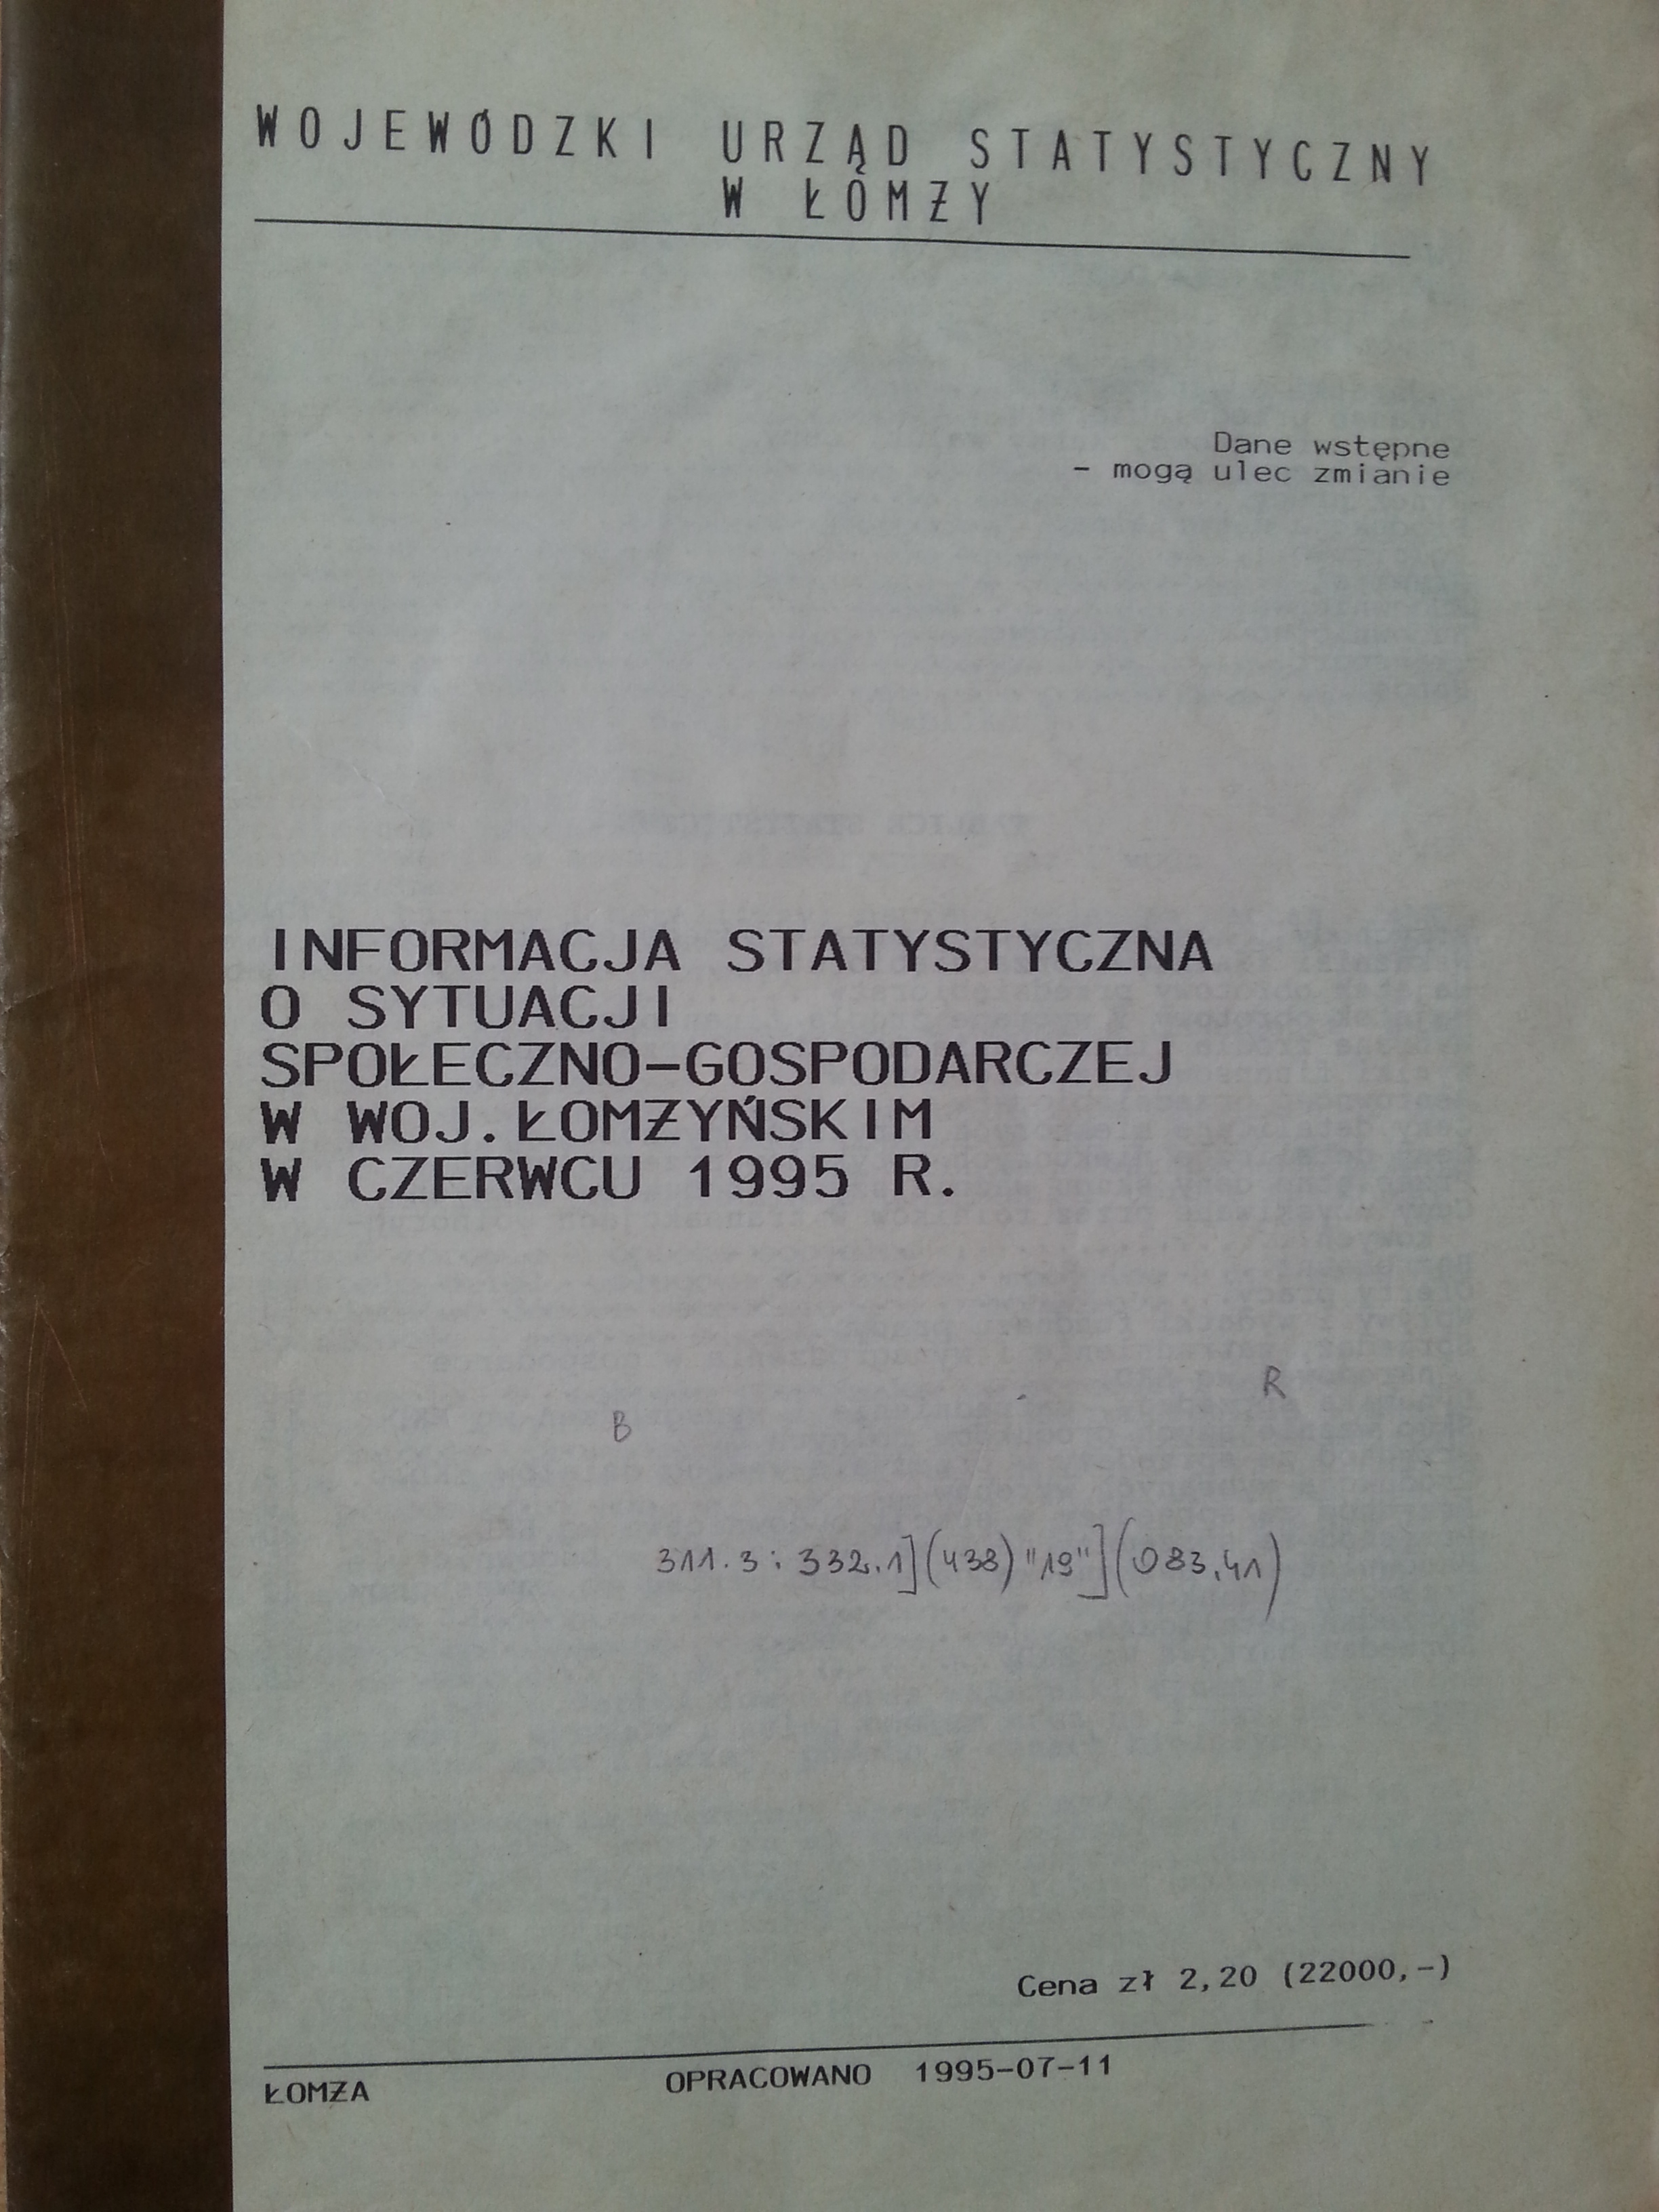 WOJEWÓDZKI URZĄD STATYSTYCZNY
W ŁOMŻY
Dane wstępne
- mogą ulec zmianie
INFORMACJA STATYSTYCZNA
O SYTUACJI
SPOŁECZNO-GOSPODARCZEJ
W WOJ.ŁOMŻYŃSKIM
W CZERWCU 1995 R.
R
B
311.3:332.1](438)"19"](083.41)
Cena zł 2,20 (22000,-)
ŁOMŻA OPRACOWANO 1995-07-11